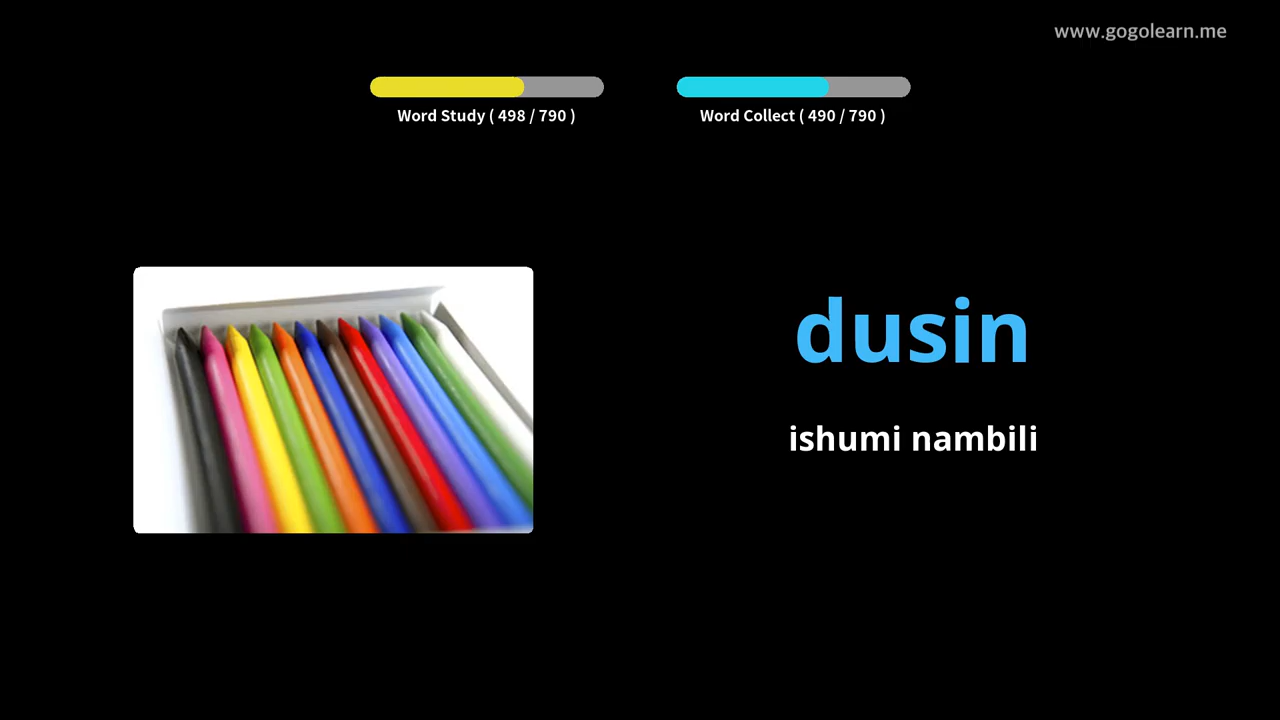 www.gogolearn.me
Word Study ( 498 / 790 )
Word Collect ( 490 / 790 )
dusin
ishumi nambili